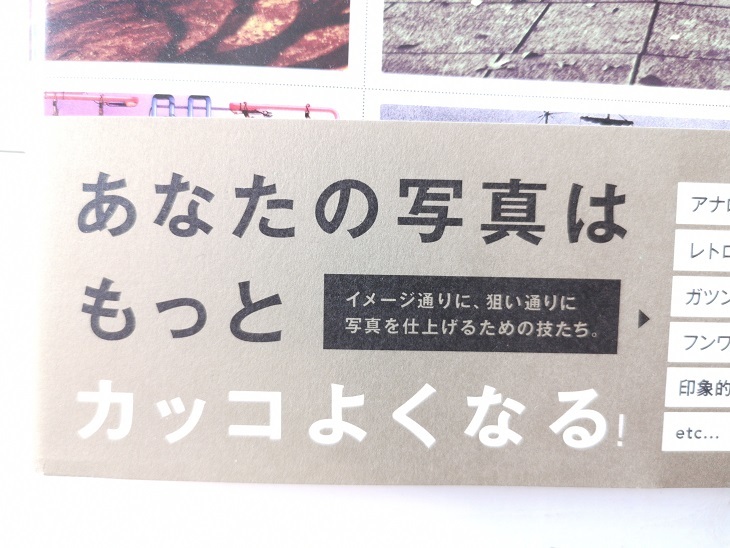 あなたの写真は
もっと
イメージ通りに、狙い通りに
写真を仕上げるための技たち。
カッコよくなる!
アナ
レト
ガツン
フンワ
印象的
etc...